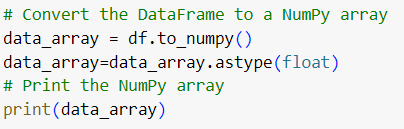 # Convert the DataFrame to a NumPy array
data_array = df.to_numpy()
data_array=data_array.astype(float)
# Print the NumPy array
print(data_array)